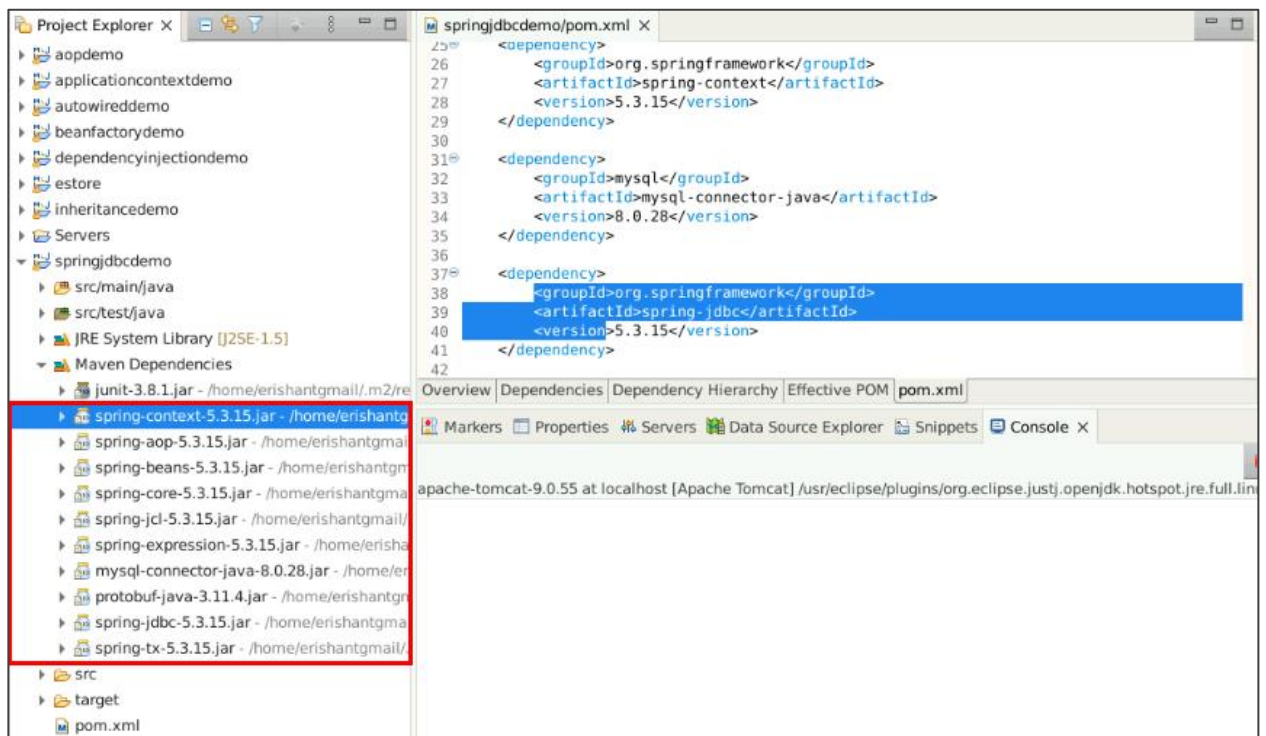 Project Explorer
aopdemo
applicationcontextdemo
autowireddemo
beanfactorydemo
dependencyinjectiondemo
estore
inheritancedemo
Servers
springjdbcdemo
src/main/java
src/test/java
JRE System Library [J2SE-1.5]
Maven Dependencies
junit-3.8.1.jar - /home/erishantgmail/.m2/re
spring-context-5.3.15.jar - /home/erishantg
spring-aop-5.3.15.jar - /home/erishantgmai
spring-beans-5.3.15.jar - /home/erishantgm
spring-core-5.3.15.jar - /home/erishantgma
spring-jcl-5.3.15.jar - /home/erishantgmail/
spring-expression-5.3.15.jar - /home/erisha
mysql-connector-java-8.0.28.jar - /home/er
protobuf-java-3.11.4.jar - /home/erishantgm
spring-jdbc-5.3.15.jar - /home/erishantgma
spring-tx-5.3.15.jar - /home/erishantgmail/.
src
target
pom.xml
springjdbcdemo/pom.xml
25 <dependency>
26 <groupId>org.springframework</groupId>
27 <artifactId>spring-context</artifactId>
28 <version>5.3.15</version>
29 </dependency>
30
31 <dependency>
32 <groupId>mysql</groupId>
33 <artifactId>mysql-connector-java</artifactId>
34 <version>8.0.28</version>
35 </dependency>
36
37 <dependency>
38 <groupId>org.springframework</groupId>
39 <artifactId>spring-jdbc</artifactId>
40 <version>5.3.15</version>
41 </dependency>
42
Overview Dependencies Dependency Hierarchy Effective POM pom.xml
Markers Properties Servers Data Source Explorer Snippets Console
apache-tomcat-9.0.55 at localhost [Apache Tomcat] /usr/eclipse/plugins/org.eclipse.justj.openjdk.hotspot.jre.full.lin